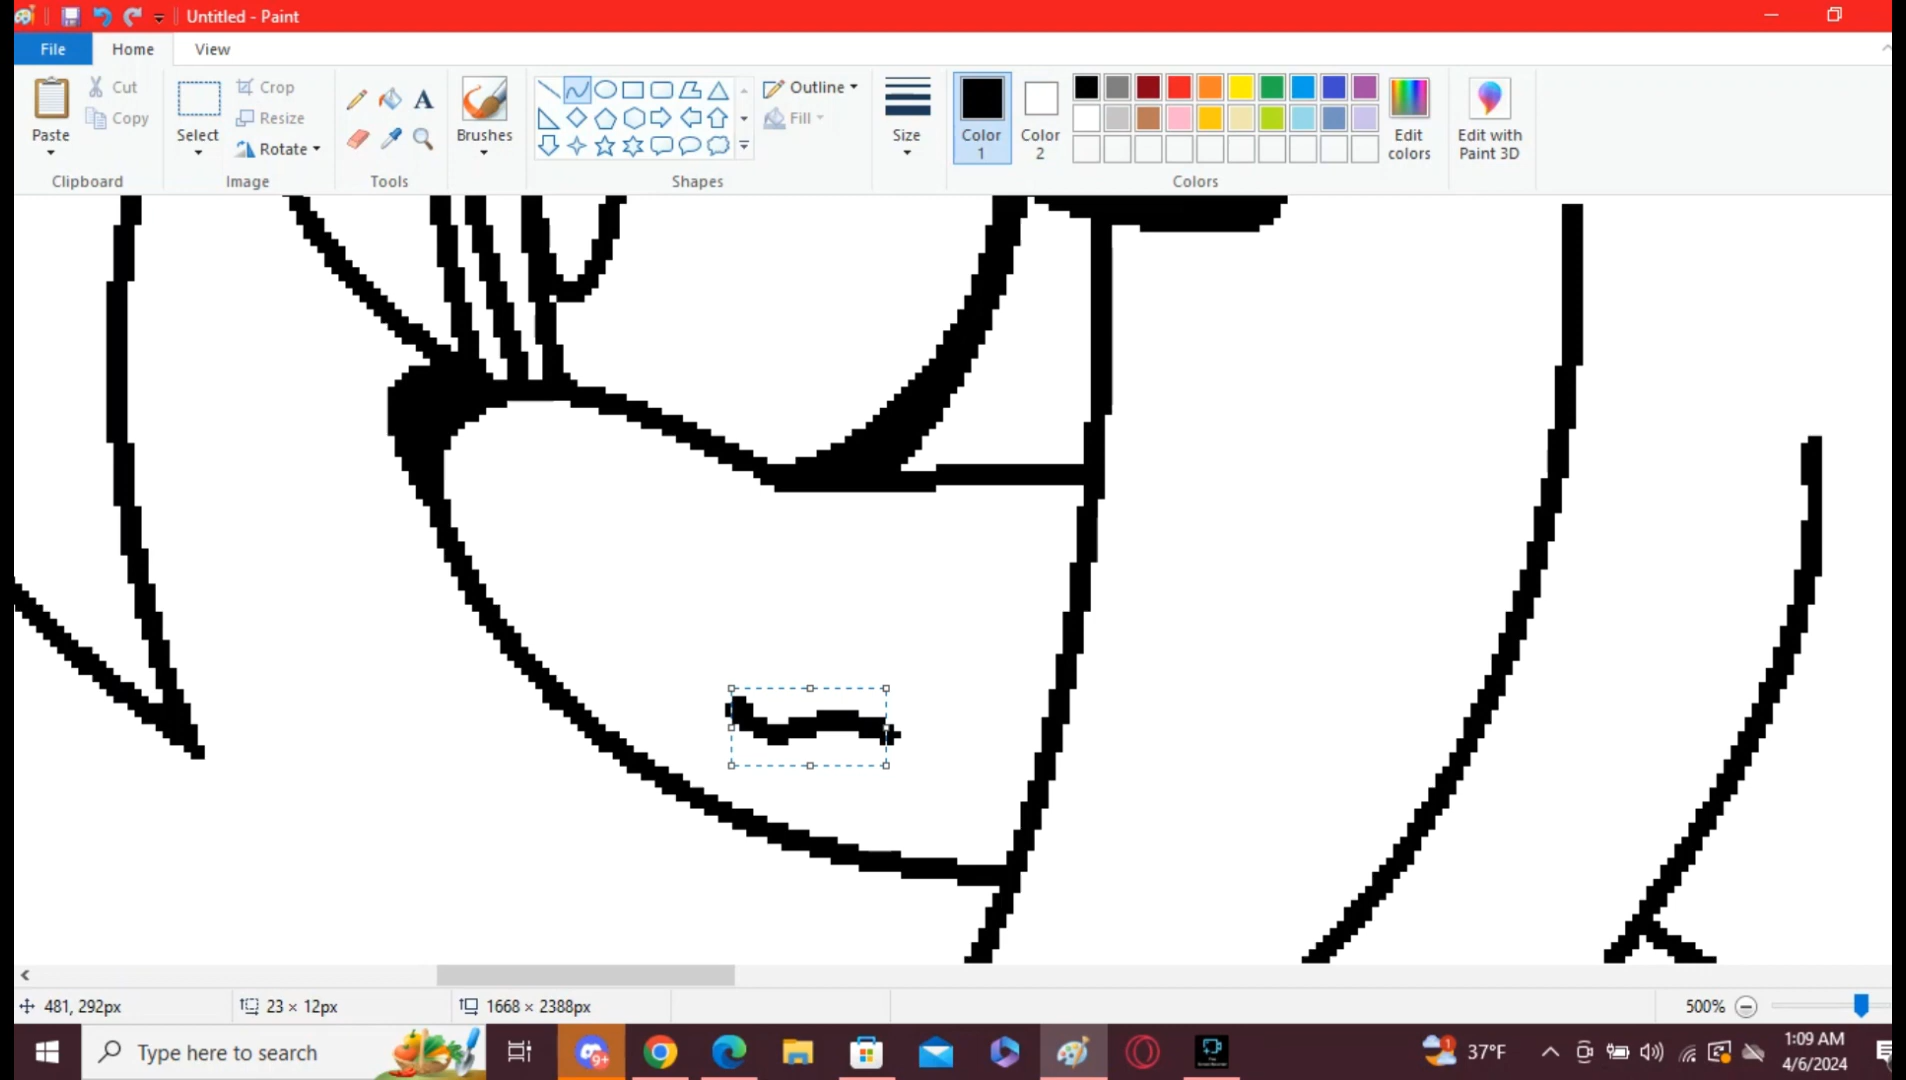 Untitled - Paint
File Home View
Paste Cut Copy Select Crop Resize Rotate Brushes Outline Fill Size Color 1 Color 2 Edit colors Edit with Paint 3D
Clipboard Image Tools Shapes Colors
481, 292px 23 × 12px 1668 × 2388px 500%
Type here to search 9+ 37°F 1:09 AM
4/6/2024